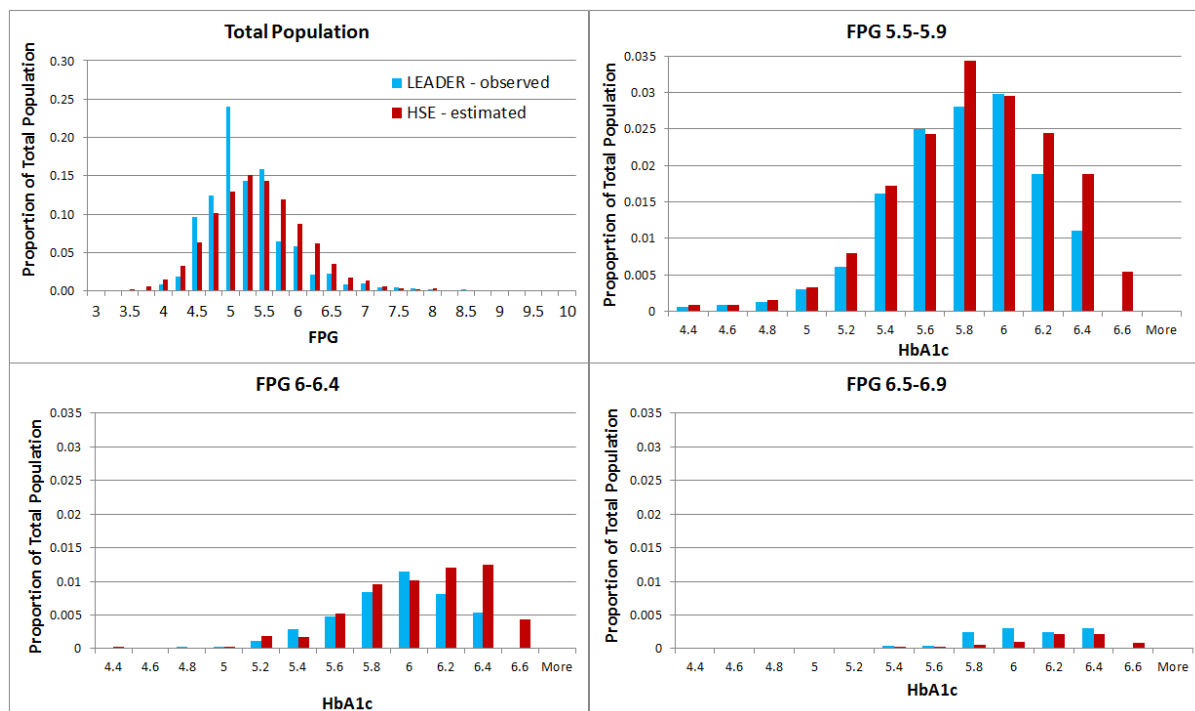 Total Population
Proportion of Total Population
0.30
0.25
0.20
0.15
0.10
0.05
0.00
LEADER - observed
HSE - estimated
3 3.5 4 4.5 5 5.5 6 6.5 7 7.5 8 8.5 9 9.5 10
FPG
FPG 5.5-5.9
Propoprtion of Total Population
0.035
0.03
0.025
0.02
0.015
0.01
0.005
0
4.4 4.6 4.8 5 5.2 5.4 5.6 5.8 6 6.2 6.4 6.6 More
HbA1c
FPG 6-6.4
Proportion of Total Population
0.035
0.03
0.025
0.02
0.015
0.01
0.005
0
4.4 4.6 4.8 5 5.2 5.4 5.6 5.8 6 6.2 6.4 6.6 More
HbA1c
FPG 6.5-6.9
Proportion of Total Population
0.035
0.03
0.025
0.02
0.015
0.01
0.005
0
4.4 4.6 4.8 5 5.2 5.4 5.6 5.8 6 6.2 6.4 6.6 More
HbA1c